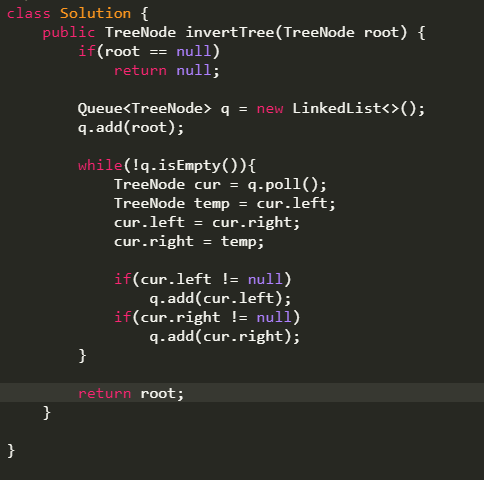 class Solution {
    public TreeNode invertTree(TreeNode root) {
        if(root == null)
            return null;
        Queue<TreeNode> q = new LinkedList<>();
        q.add(root);
        while(!q.isEmpty()){
            TreeNode cur = q.poll();
            TreeNode temp = cur.left;
            cur.left = cur.right;
            cur.right = temp;
            if(cur.left != null)
                q.add(cur.left);
            if(cur.right != null)
                q.add(cur.right);
        }
        return root;
    }
}